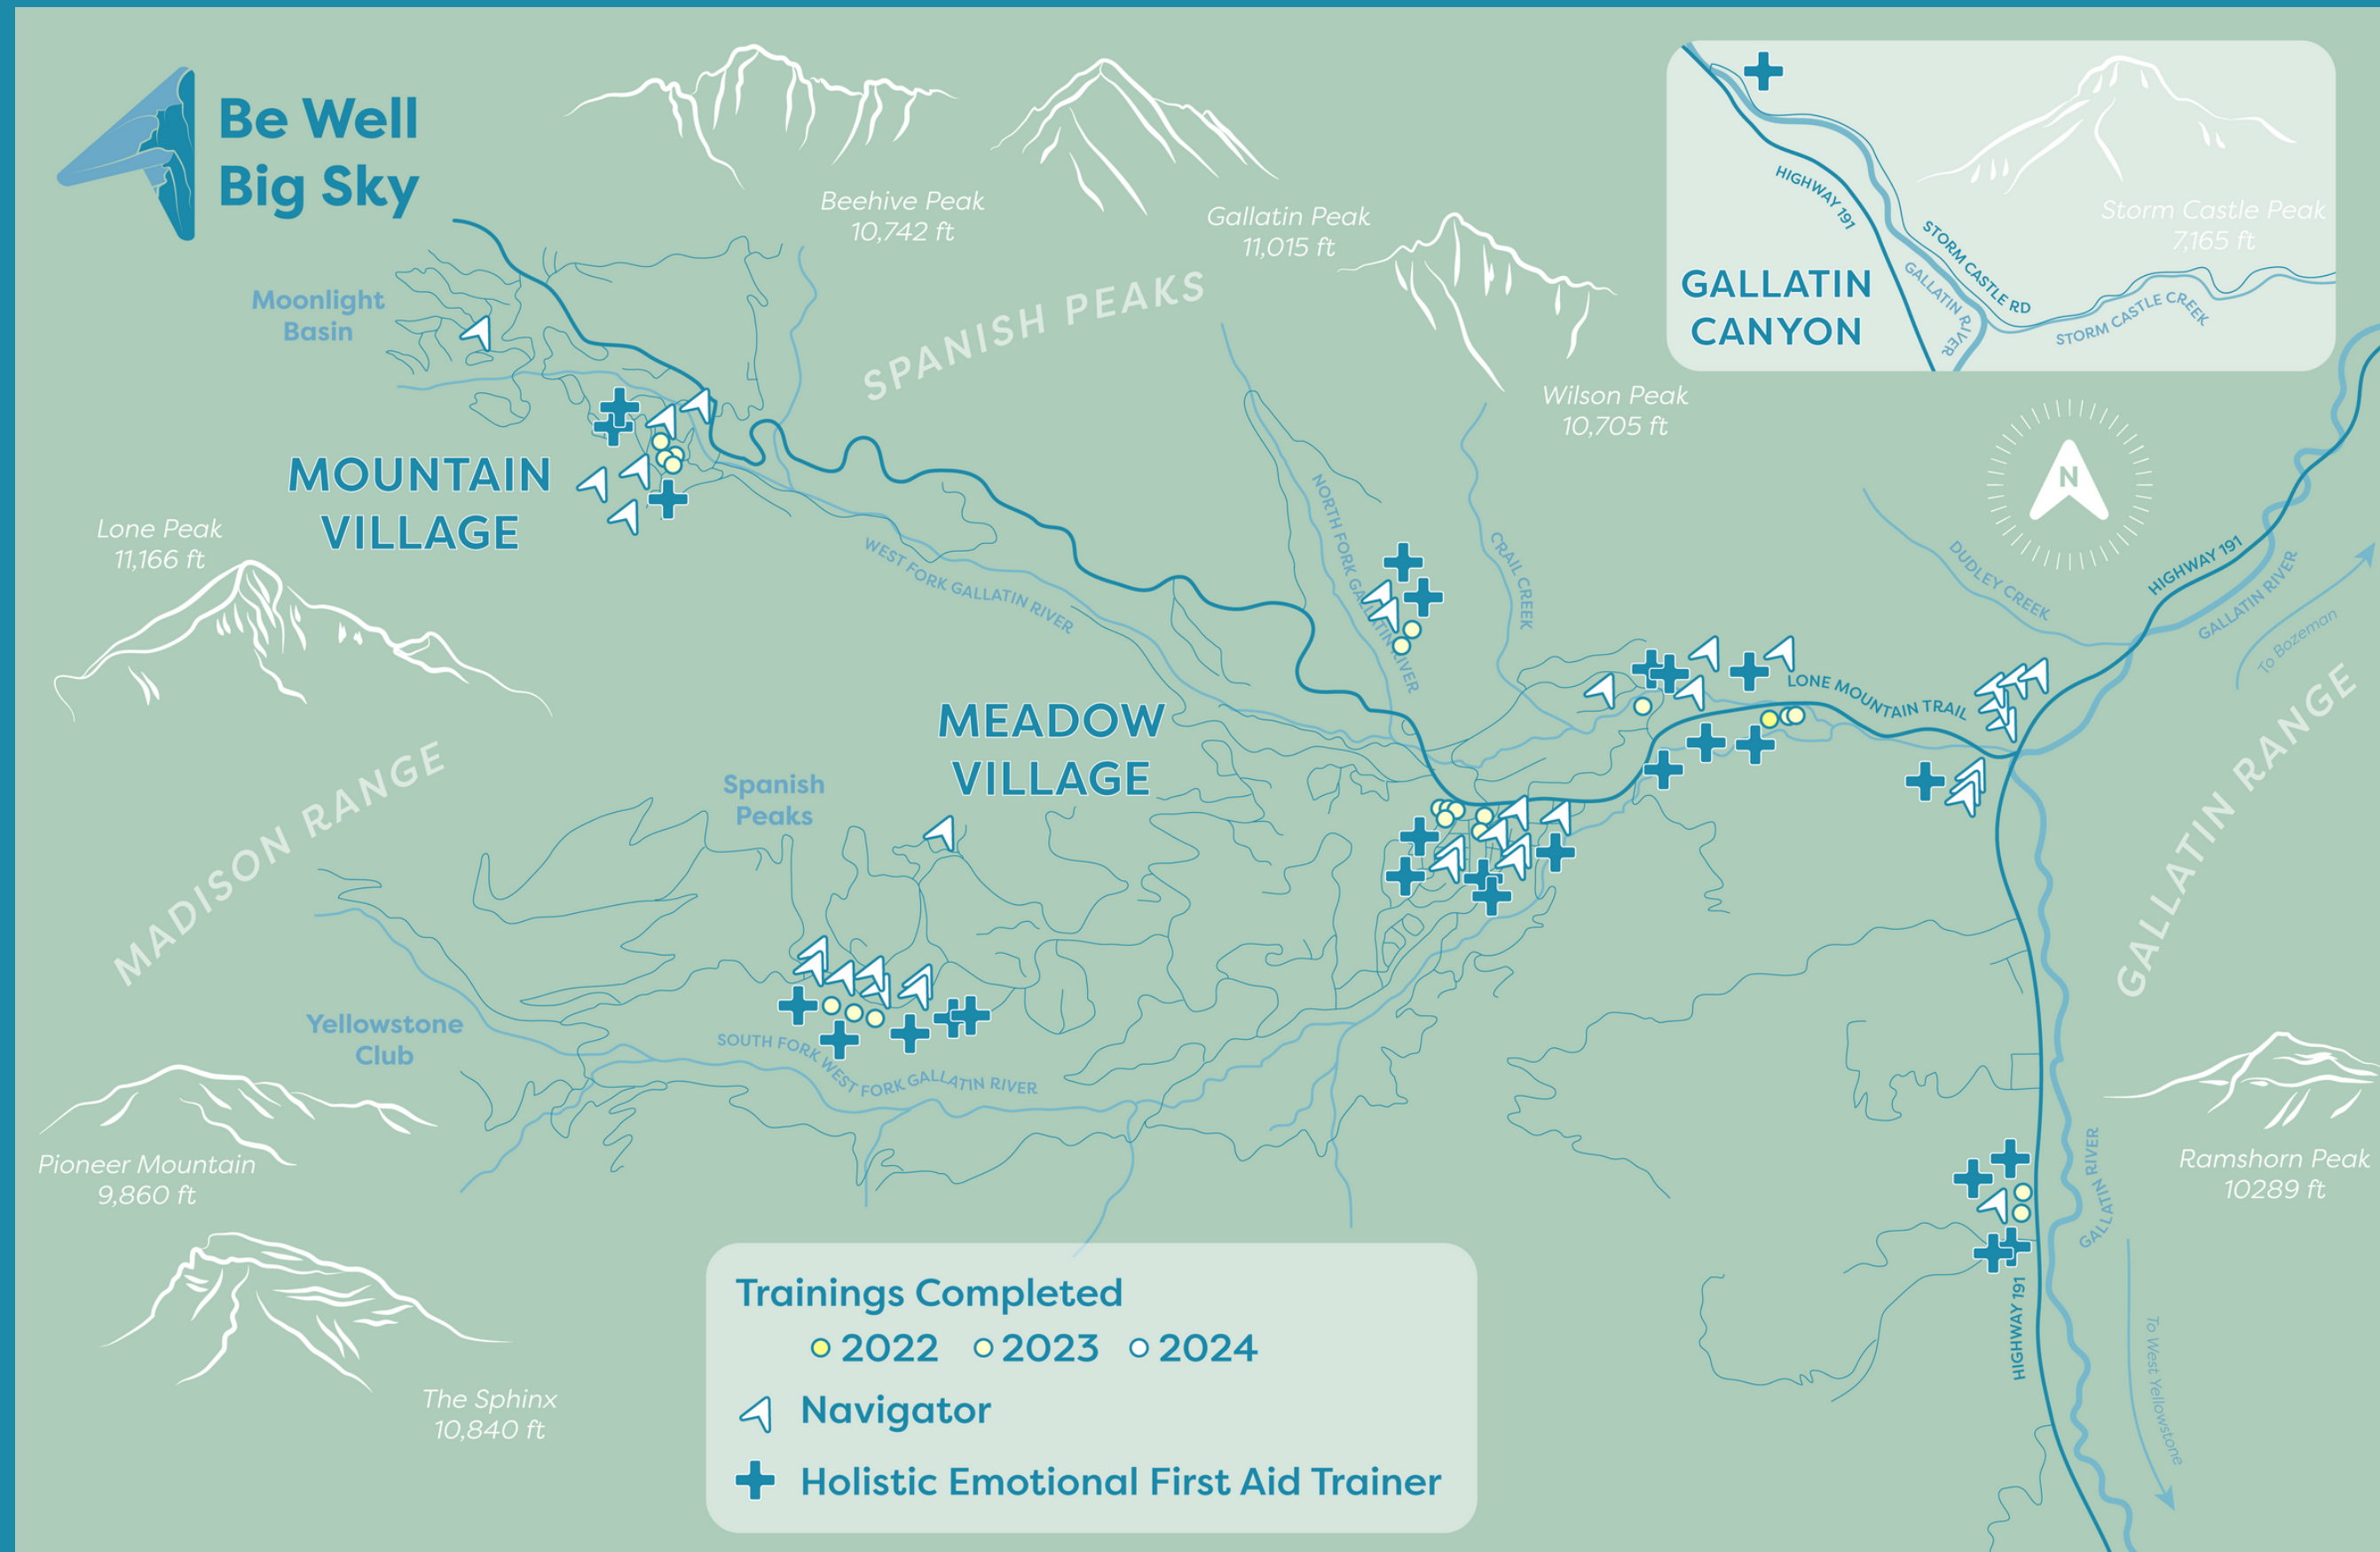 Be Well
Big Sky
Beehive Peak
10,742 ft
Gallatin Peak
11,015 ft
Wilson Peak
10,705 ft
Storm Castle Peak
7,165 ft
HIGHWAY 191
STORM CASTLE RD
GALLATIN RIVER
STORM CASTLE CREEK
GALLATIN
CANYON
Moonlight
Basin
SPANISH PEAKS
MOUNTAIN
VILLAGE
Lone Peak
11,166 ft
N
NORTH FORK GALLATIN RIVER
CRAIL CREEK
WEST FORK GALLATIN RIVER
DUDLEY CREEK
HIGHWAY 191
GALLATIN RIVER
To Bozeman
LONE MOUNTAIN TRAIL
MEADOW
VILLAGE
GALLATIN RANGE
MADISON RANGE
Spanish
Peaks
Yellowstone
Club
SOUTH FORK WEST FORK GALLATIN RIVER
Pioneer Mountain
9,860 ft
Ramshorn Peak
10289 ft
GALLATIN RIVER
HIGHWAY 191
To West Yellowstone
The Sphinx
10,840 ft
Trainings Completed
2022 2023 2024
Navigator
Holistic Emotional First Aid Trainer